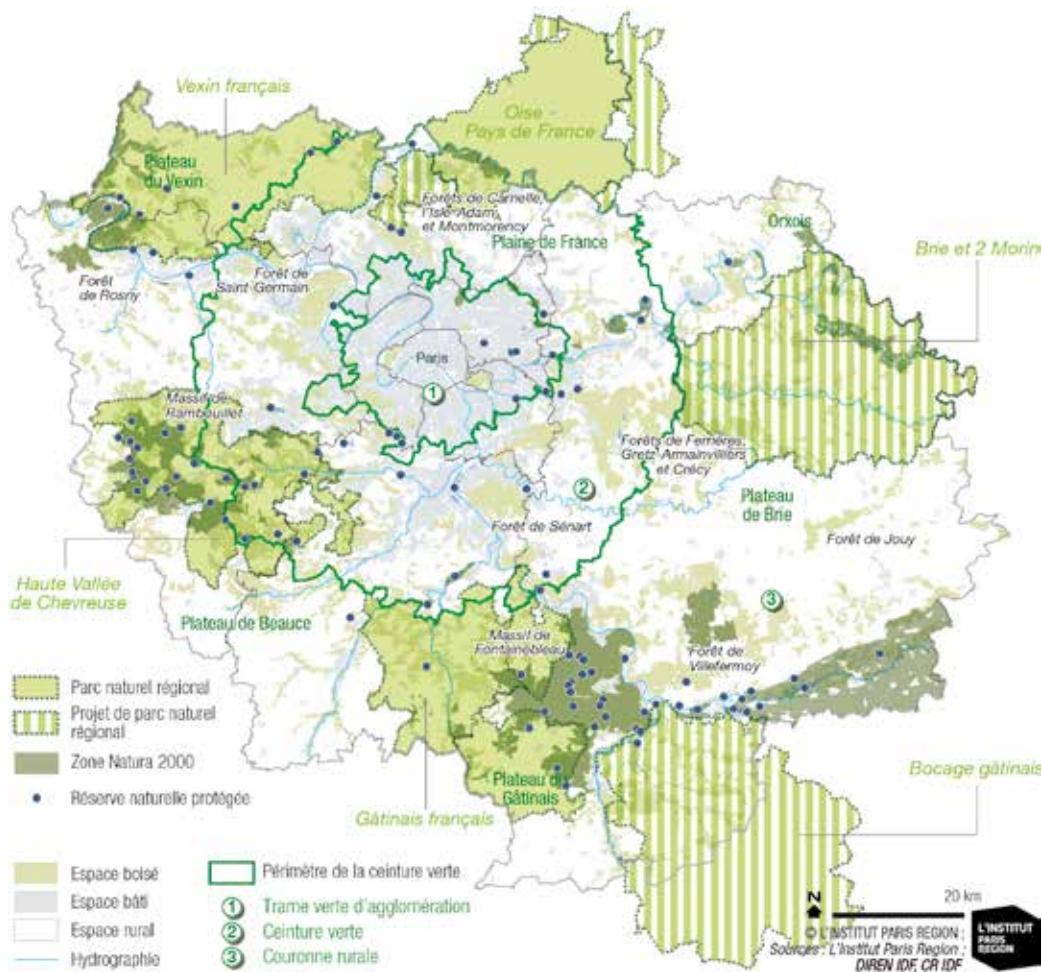 Vexin français
Oise -
Pays de France
Plateau
du Vexin
Forêts de Carnelle,
l'Isle-Adam,
et Montmorency
Plaine de France
Orxois
Brie et 2 Morin
Forêt
de Rosny
Forêt de
Saint-Germain
Paris
1
Massif de
Rambouillet
Forêts de Ferrières,
Gretz-Armainvilliers
et Crécy
2
Plateau
de Brie
Forêt de Sénart
Forêt de Jouy
Haute Vallée
de Chevreuse
3
Plateau de Beauce
Massif de
Fontainebleau
Forêt de
Villefermoy
Parc naturel régional
Projet de parc naturel
régional
Zone Natura 2000
Réserve naturelle protégée
Plateau du
Gâtinais
Bocage gâtinais
Gâtinais français
Espace boisé
Espace bâti
Espace rural
Hydrographie
Périmètre de la ceinture verte
1 Trame verte d'agglomération
2 Ceinture verte
3 Couronne rurale
N
20 km
© L'INSTITUT PARIS REGION ;
Sources : L'Institut Paris Region ;
DIREN IDF, CR IDF
L'INSTITUT
PARIS
REGION